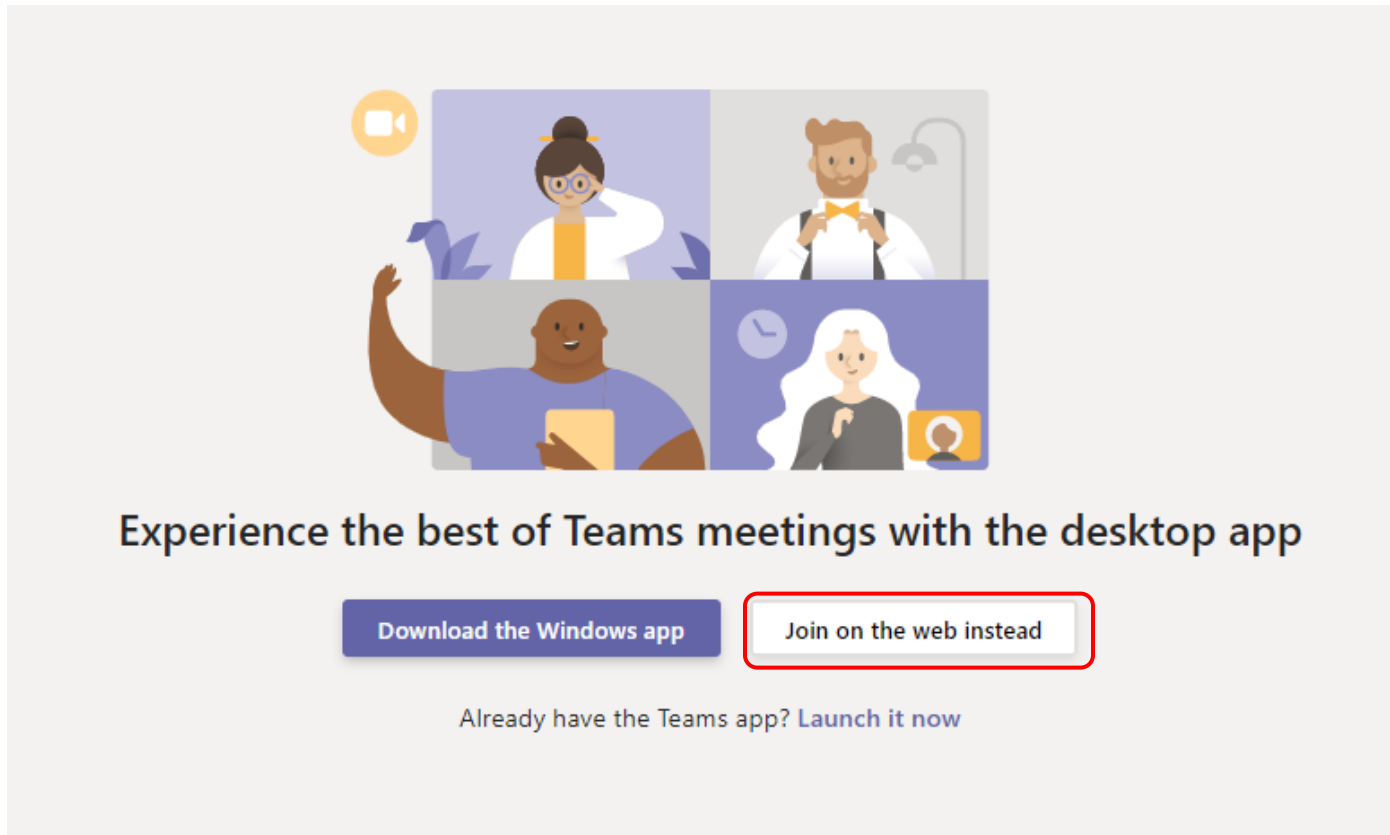 Experience the best of Teams meetings with the desktop app
Download the Windows app
Join on the web instead
Already have the Teams app? Launch it now